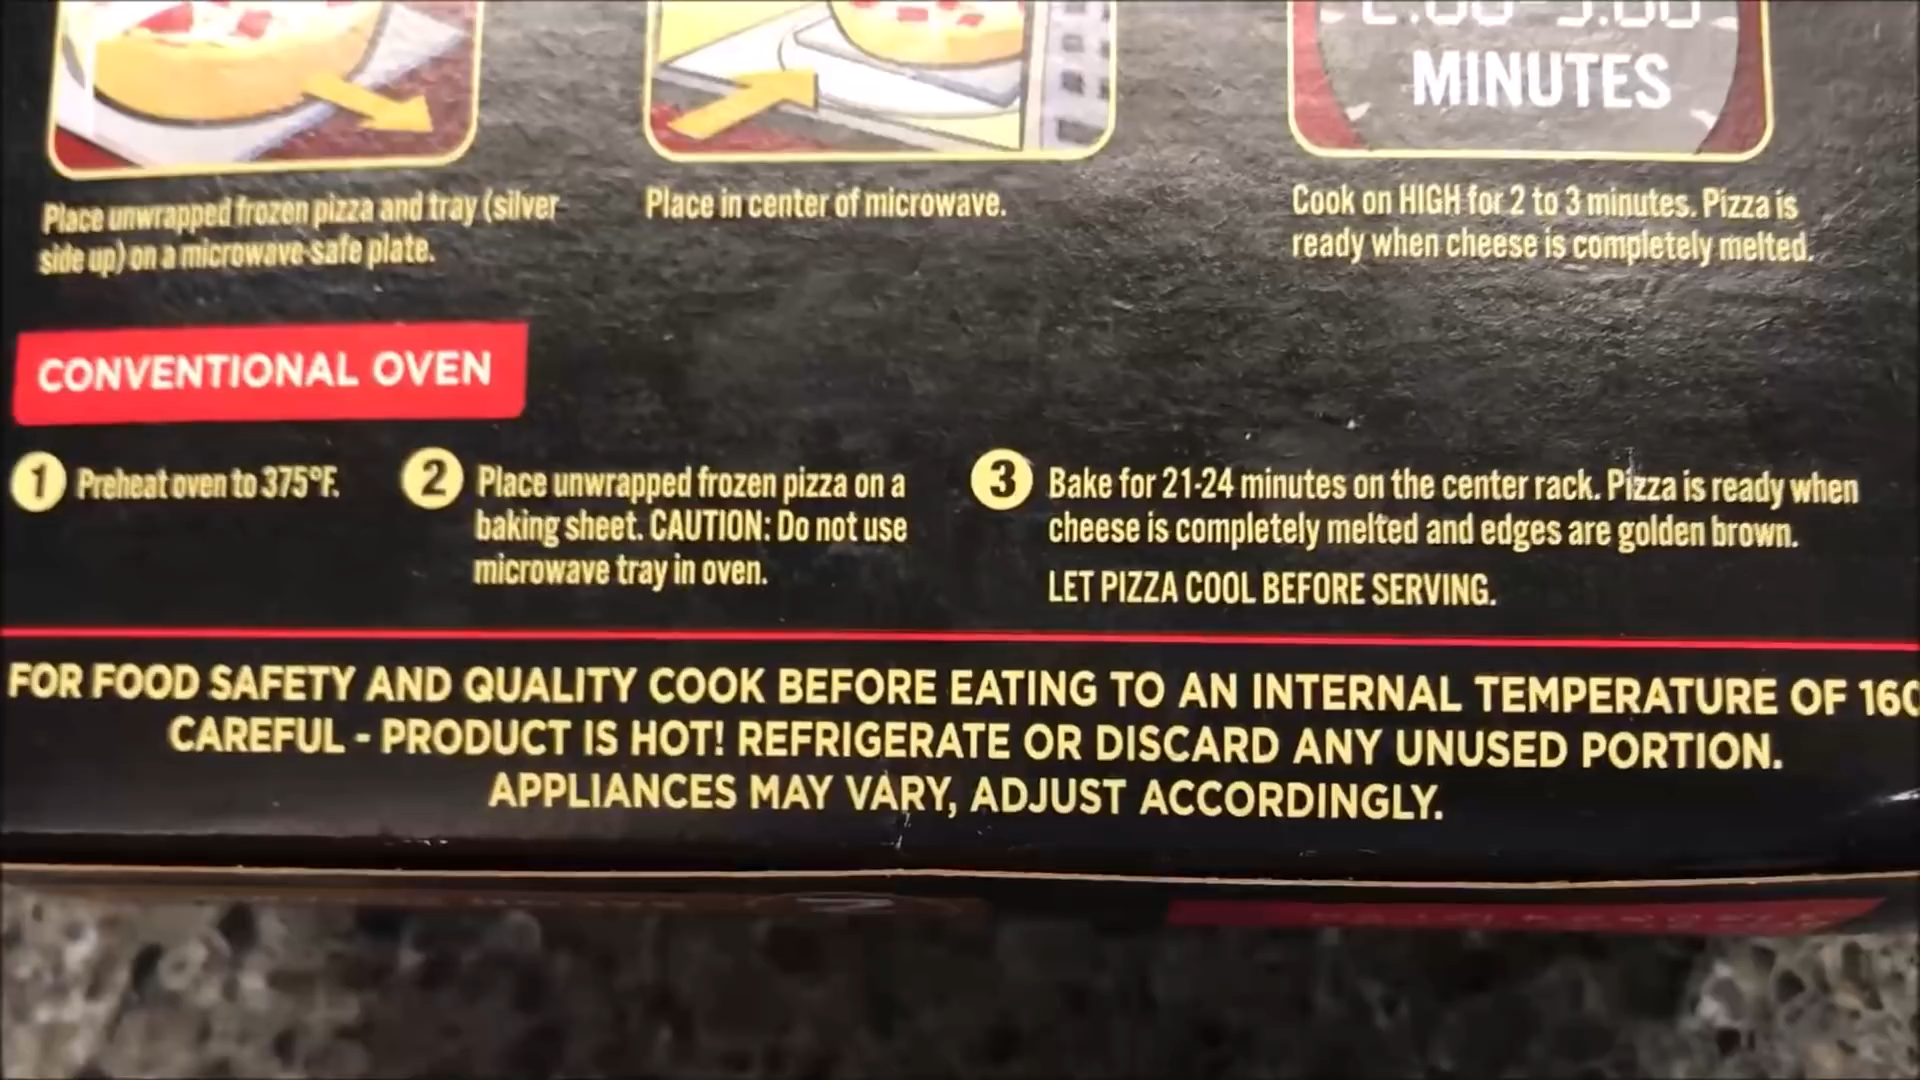 MINUTES
Place unwrapped frozen pizza and tray (silver
side up) on a microwave-safe plate.
Place in center of microwave.
Cook on HIGH for 2 to 3 minutes. Pizza is
ready when cheese is completely melted.
CONVENTIONAL OVEN
1 Preheat oven to 375°F.
2 Place unwrapped frozen pizza on a
baking sheet. CAUTION: Do not use
microwave tray in oven.
3 Bake for 21-24 minutes on the center rack. Pizza is ready when
cheese is completely melted and edges are golden brown.
LET PIZZA COOL BEFORE SERVING.
FOR FOOD SAFETY AND QUALITY COOK BEFORE EATING TO AN INTERNAL TEMPERATURE OF 160
CAREFUL - PRODUCT IS HOT! REFRIGERATE OR DISCARD ANY UNUSED PORTION.
APPLIANCES MAY VARY, ADJUST ACCORDINGLY.